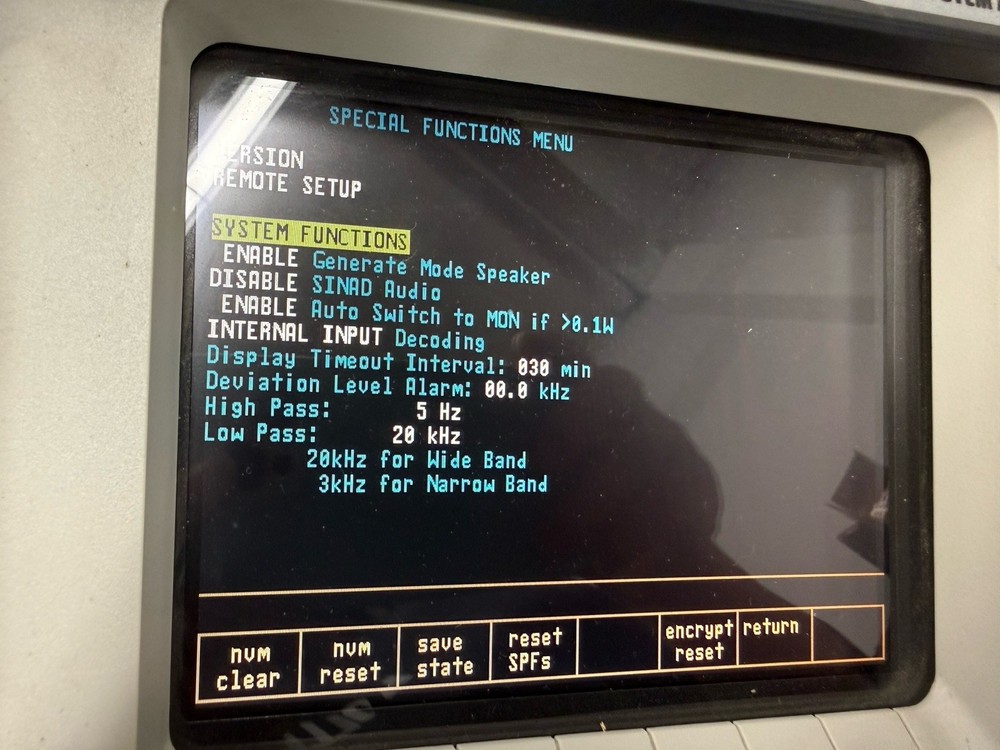 SPECIAL FUNCTIONS MENU
VERSION
REMOTE SETUP
SYSTEM FUNCTIONS
ENABLE Generate Mode Speaker
DISABLE SINAD Audio
ENABLE Auto Switch to MON if >0.1W
INTERNAL INPUT Decoding
Display Timeout Interval: 030 min
Deviation Level Alarm: 00.0 kHz
High Pass: 5 Hz
Low Pass: 20 kHz
20kHz for Wide Band
3kHz for Narrow Band
nvm clear
nvm reset
save state
reset SPFs
encrypt reset
return